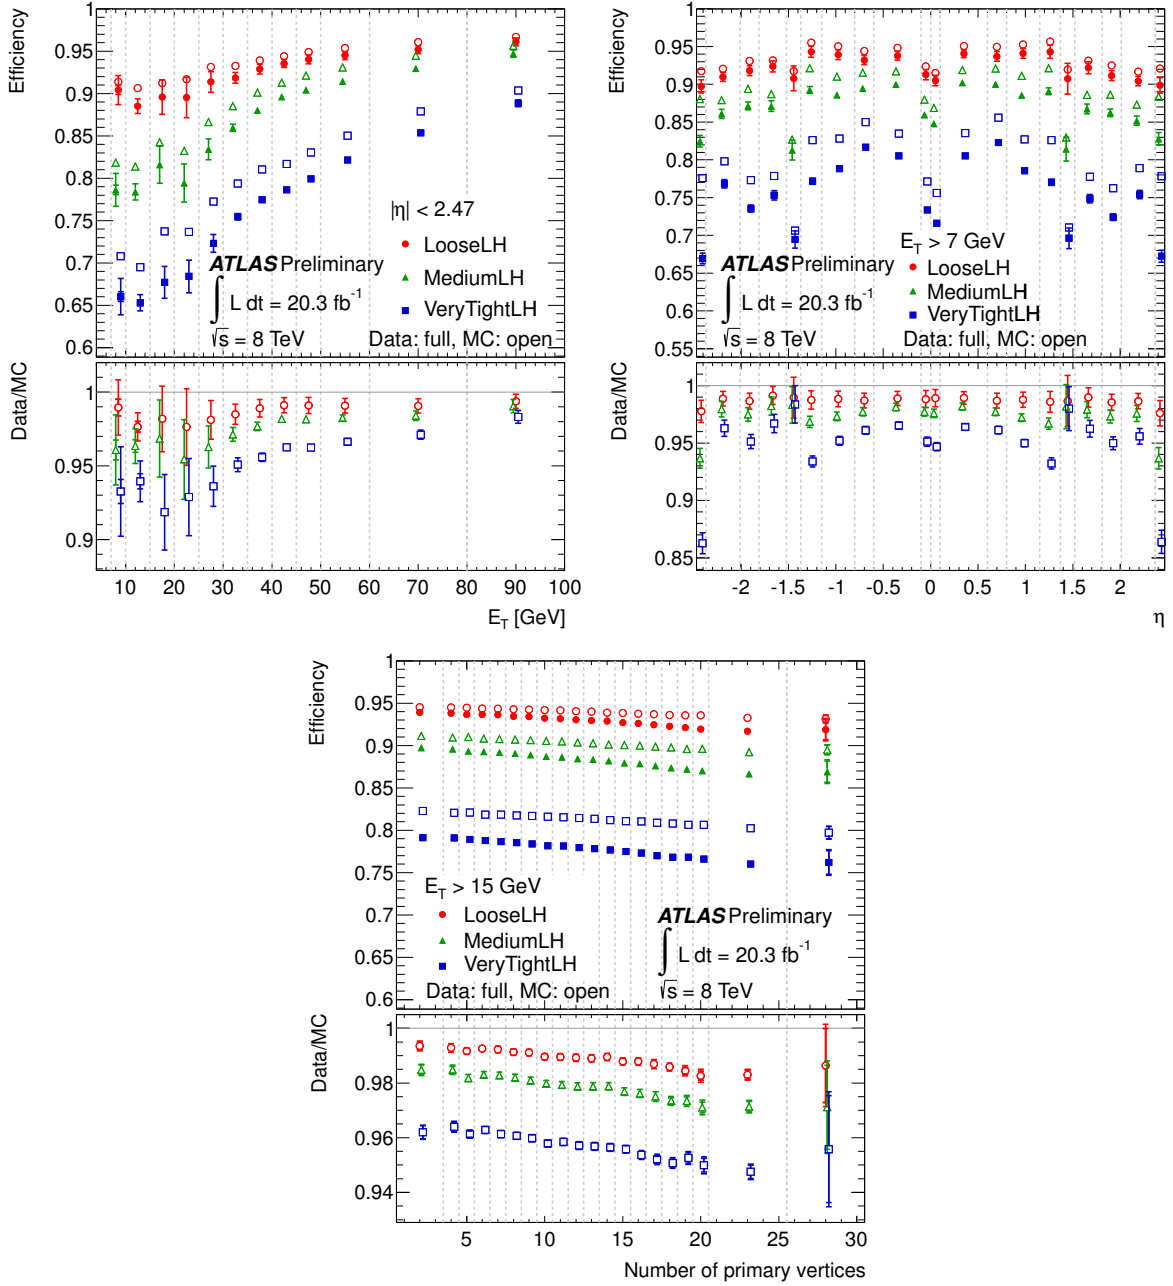 Efficiency
1
0.95
0.9
0.85
0.8
0.75
0.7
0.65
0.6
|η| < 2.47
LooseLH
MediumLH
VeryTightLH
ATLAS Preliminary
∫ L dt = 20.3 fb⁻¹
√s = 8 TeV
Data: full, MC: open
Data/MC
1
0.95
0.9
10 20 30 40 50 60 70 80 90 100
E_T [GeV]
Efficiency
1
0.95
0.9
0.85
0.8
0.75
0.7
0.65
0.6
0.55
E_T > 7 GeV
LooseLH
MediumLH
VeryTightLH
ATLAS Preliminary
∫ L dt = 20.3 fb⁻¹
√s = 8 TeV
Data: full, MC: open
Data/MC
1
0.95
0.9
0.85
-2 -1.5 -1 -0.5 0 0.5 1 1.5 2
η
Efficiency
1
0.95
0.9
0.85
0.8
0.75
0.7
0.65
0.6
E_T > 15 GeV
LooseLH
MediumLH
VeryTightLH
Data: full, MC: open
ATLAS Preliminary
∫ L dt = 20.3 fb⁻¹
√s = 8 TeV
Data/MC
1
0.98
0.96
0.94
5 10 15 20 25 30
Number of primary vertices